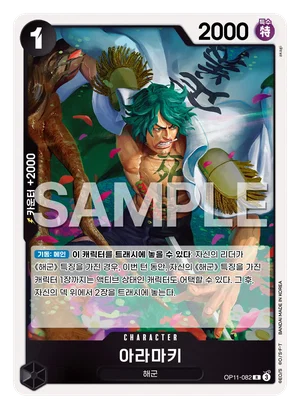 1
2000
특수
特
카운터 +2000
SAMPLE
기동: 메인 이 캐릭터를 트래시에 놓을 수 있다: 자신의 리더가
《해군》 특징을 가진 경우, 이번 턴 동안, 자신의 《해군》 특징을 가진
캐릭터 1장까지는 액티브 상태인 캐릭터도 어택할 수 있다. 그 후,
자신의 덱 위에서 2장을 트래시에 놓는다.
CHARACTER
아라마키
해군
OP11-082 R 3
BANDAI MADE IN KOREA